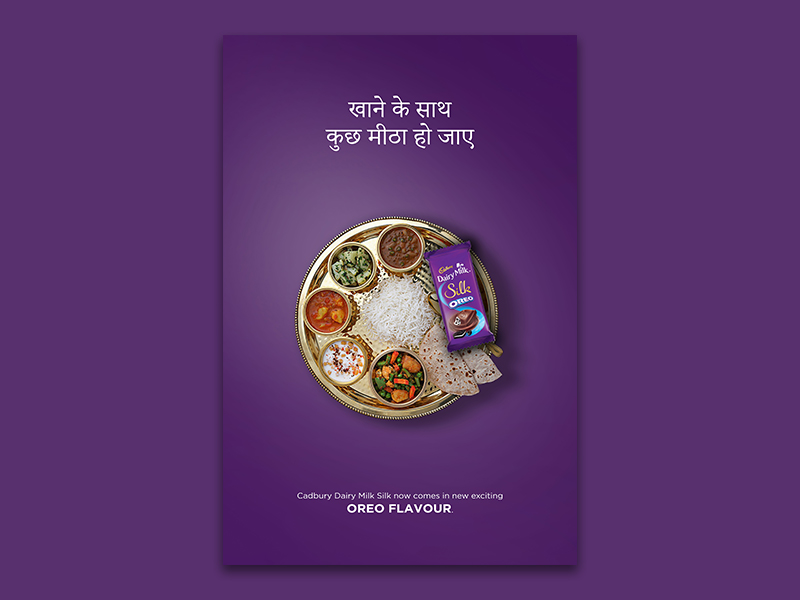 खाने के साथ
कुछ मीठा हो जाए
Cadbury
Dairy Milk
Silk
OREO
Cadbury Dairy Milk Silk now comes in new exciting
OREO FLAVOUR.